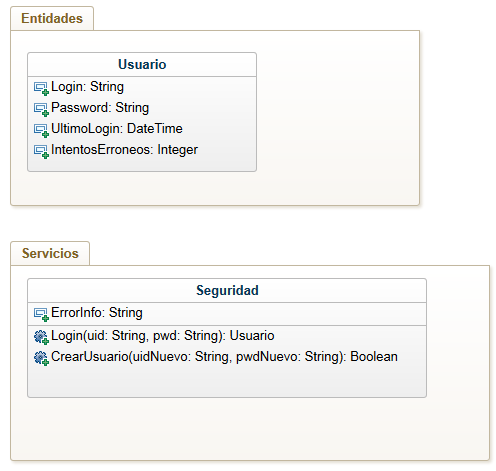 Entidades
Usuario
Login: String
Password: String
UltimoLogin: DateTime
IntentosErroneos: Integer
Servicios
Seguridad
ErrorInfo: String
Login(uid: String, pwd: String): Usuario
CrearUsuario(uidNuevo: String, pwdNuevo: String): Boolean